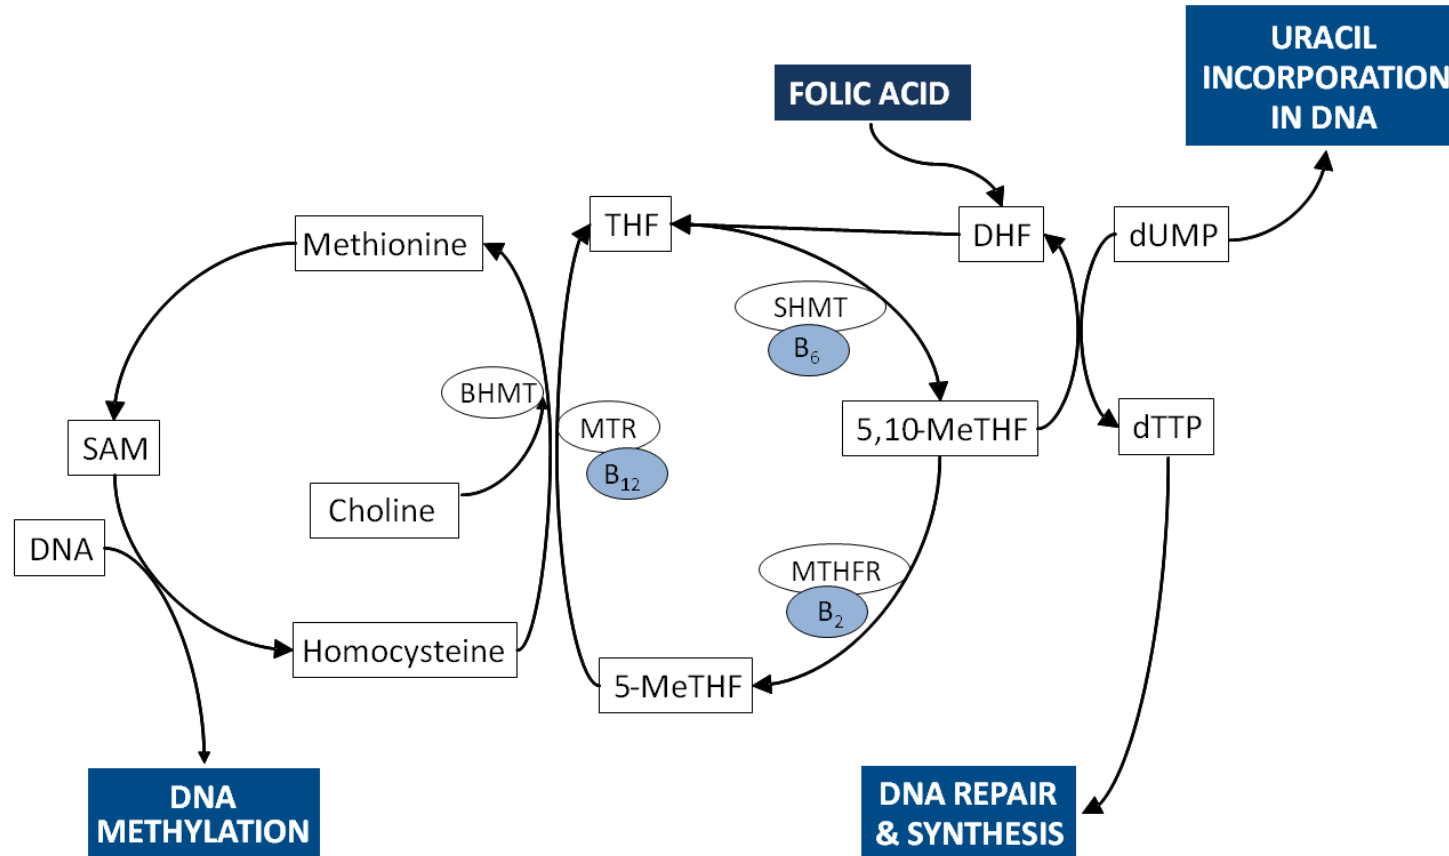 URACIL
INCORPORATION
IN DNA
FOLIC ACID
THF
DHF
dUMP
Methionine
SHMT
B₆
BHMT
MTR
5,10-MeTHF
dTTP
SAM
B₁₂
Choline
DNA
MTHFR
B₂
Homocysteine
5-MeTHF
DNA
METHYLATION
DNA REPAIR
& SYNTHESIS